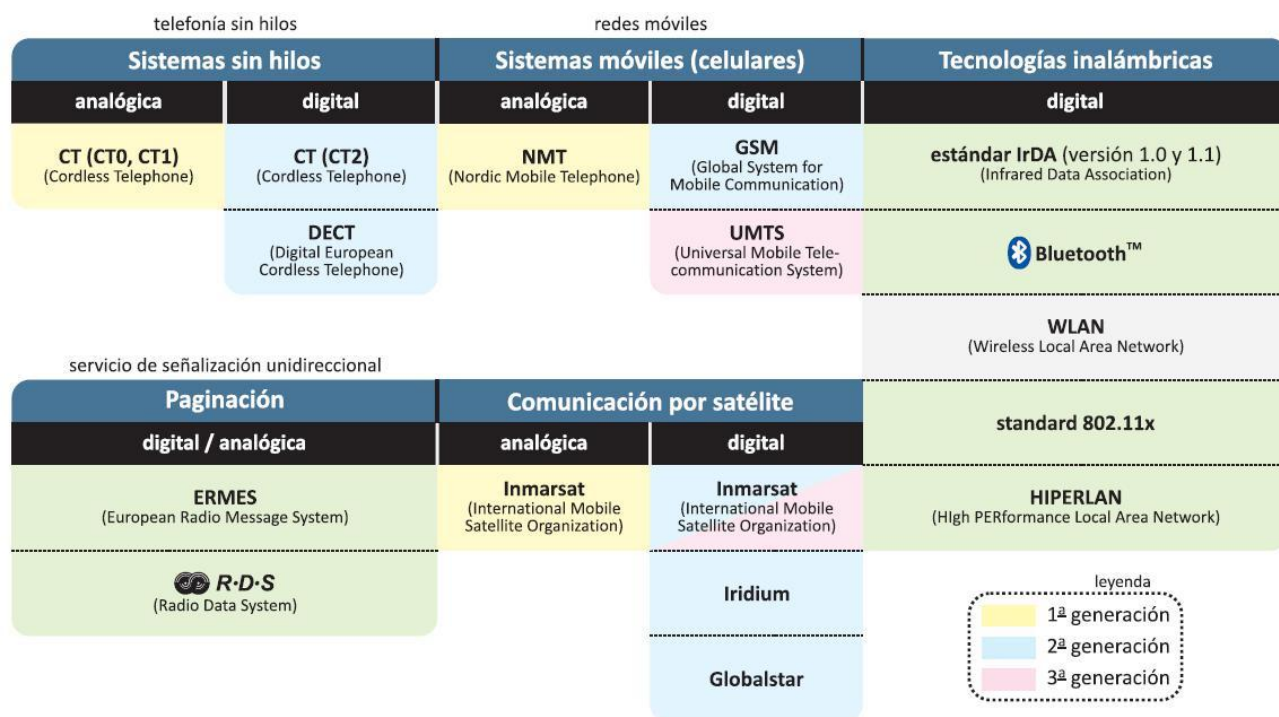 telefonía sin hilos
redes móviles
Sistemas sin hilos
Sistemas móviles (celulares)
Tecnologías inalámbricas
analógica
digital
analógica
digital
digital
CT (CT0, CT1)
(Cordless Telephone)
CT (CT2)
(Cordless Telephone)
NMT
(Nordic Mobile Telephone)
GSM
(Global System for
Mobile Communication)
estándar IrDA (versión 1.0 y 1.1)
(Infrared Data Association)
DECT
(Digital European
Cordless Telephone)
UMTS
(Universal Mobile Tele-
communication System)
Bluetooth™
WLAN
(Wireless Local Area Network)
servicio de señalización unidireccional
Paginación
Comunicación por satélite
standard 802.11x
digital / analógica
analógica
digital
ERMES
(European Radio Message System)
Inmarsat
(International Mobile
Satellite Organization)
Inmarsat
(International Mobile
Satellite Organization)
HIPERLAN
(HIgh PERformance Local Area Network)
R·D·S
(Radio Data System)
Iridium
Globalstar
leyenda
1ª generación
2ª generación
3ª generación